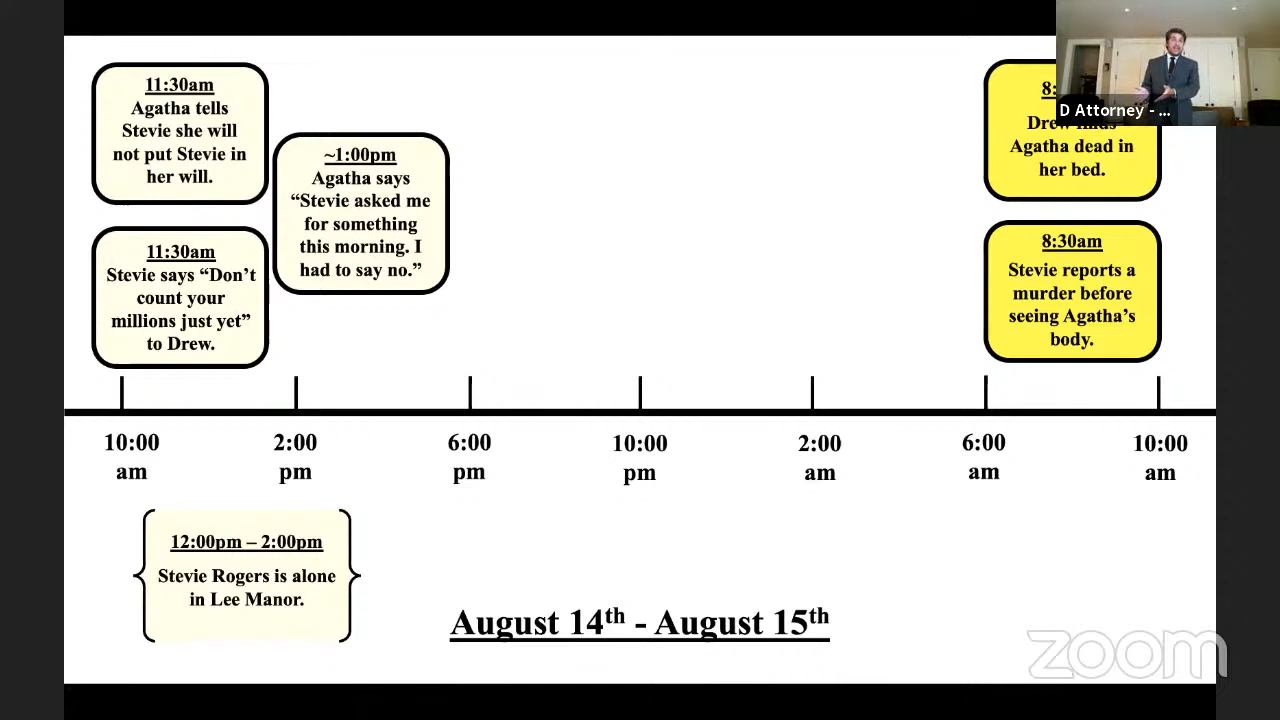 11:30am
Agatha tells
Stevie she will
not put Stevie in
her will.
11:30am
Stevie says “Don’t
count your
millions just yet”
to Drew.
~1:00pm
Agatha says
“Stevie asked me
for something
this morning. I
had to say no.”
8:
Drew finds
Agatha dead in
her bed.
8:30am
Stevie reports a
murder before
seeing Agatha’s
body.
D Attorney - ...
10:00
am
2:00
pm
6:00
pm
10:00
pm
2:00
am
6:00
am
10:00
am
12:00pm – 2:00pm
Stevie Rogers is alone
in Lee Manor.
August 14th - August 15th
zoom